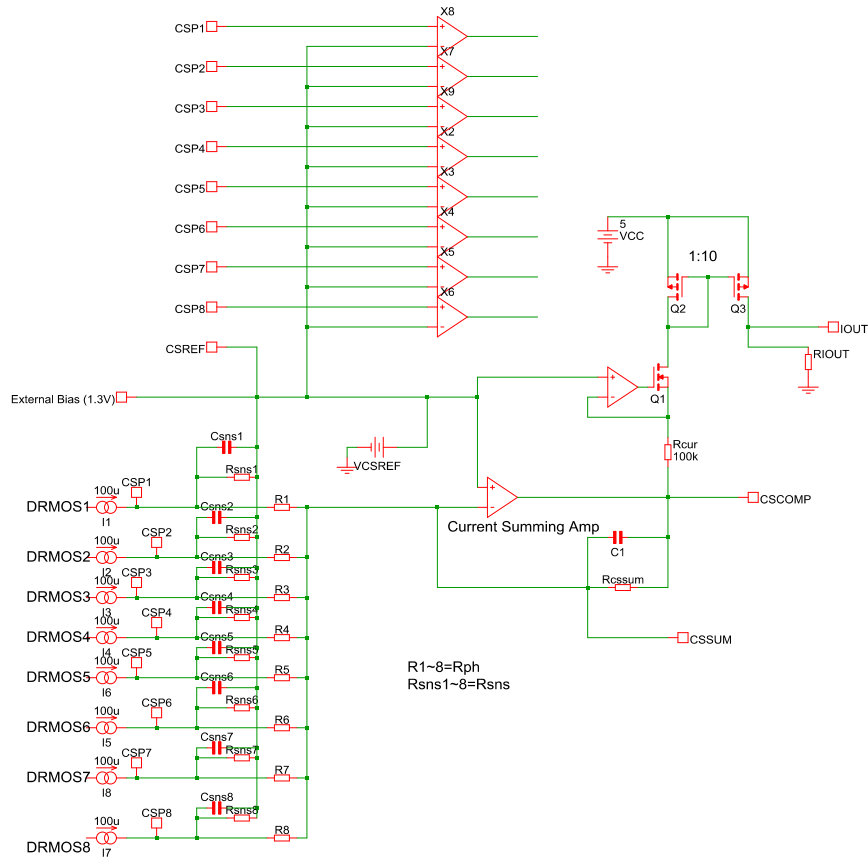 X8
CSP1
X7
CSP2
X9
CSP3
X2
CSP4
X3
CSP5
X4
CSP6
X5
CSP7
X6
CSP8
5
VCC
1:10
Q2
Q3
IOUT
RIOUT
CSREF
External Bias (1.3V)
Q1
VCSREF
Rcur
100k
CSCOMP
Current Summing Amp
C1
Rcssum
CSSUM
R1~8=Rph
Rsns1~8=Rsns
Csns1
Rsns1
CSP1
100u
DRMOS1
I1
R1
Csns2
Rsns2
CSP2
100u
DRMOS2
I2
R2
Csns3
Rsns3
CSP3
100u
DRMOS3
I3
R3
Csns4
Rsns4
CSP4
100u
DRMOS4
I4
R4
Csns5
Rsns5
CSP5
100u
DRMOS5
I6
R5
Csns6
Rsns6
CSP6
100u
DRMOS6
I5
R6
Csns7
Rsns7
CSP7
100u
DRMOS7
I8
R7
Csns8
Rsns8
CSP8
100u
DRMOS8
I7
R8